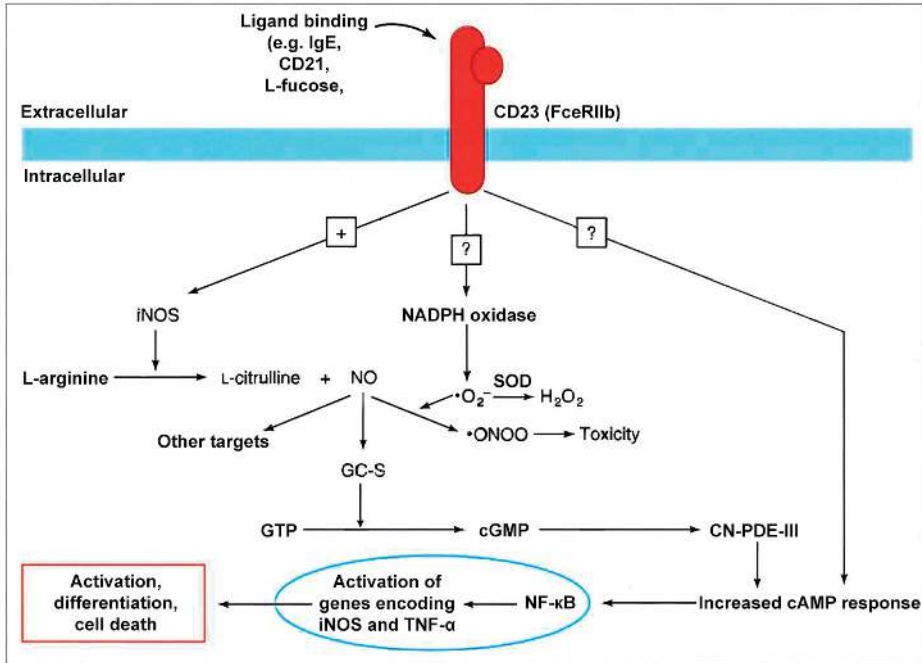 Ligand binding
(e.g. IgE,
CD21,
L-fucose,
Extracellular
CD23 (FceRIIb)
Intracellular
+
?
?
iNOS
NADPH oxidase
L-arginine
L-citrulline + NO
•O₂⁻
SOD
H₂O₂
Other targets
•ONOO
Toxicity
GC-S
GTP
cGMP
CN-PDE-III
Activation,
differentiation,
cell death
Activation of
genes encoding
iNOS and TNF-α
NF-κB
Increased cAMP response